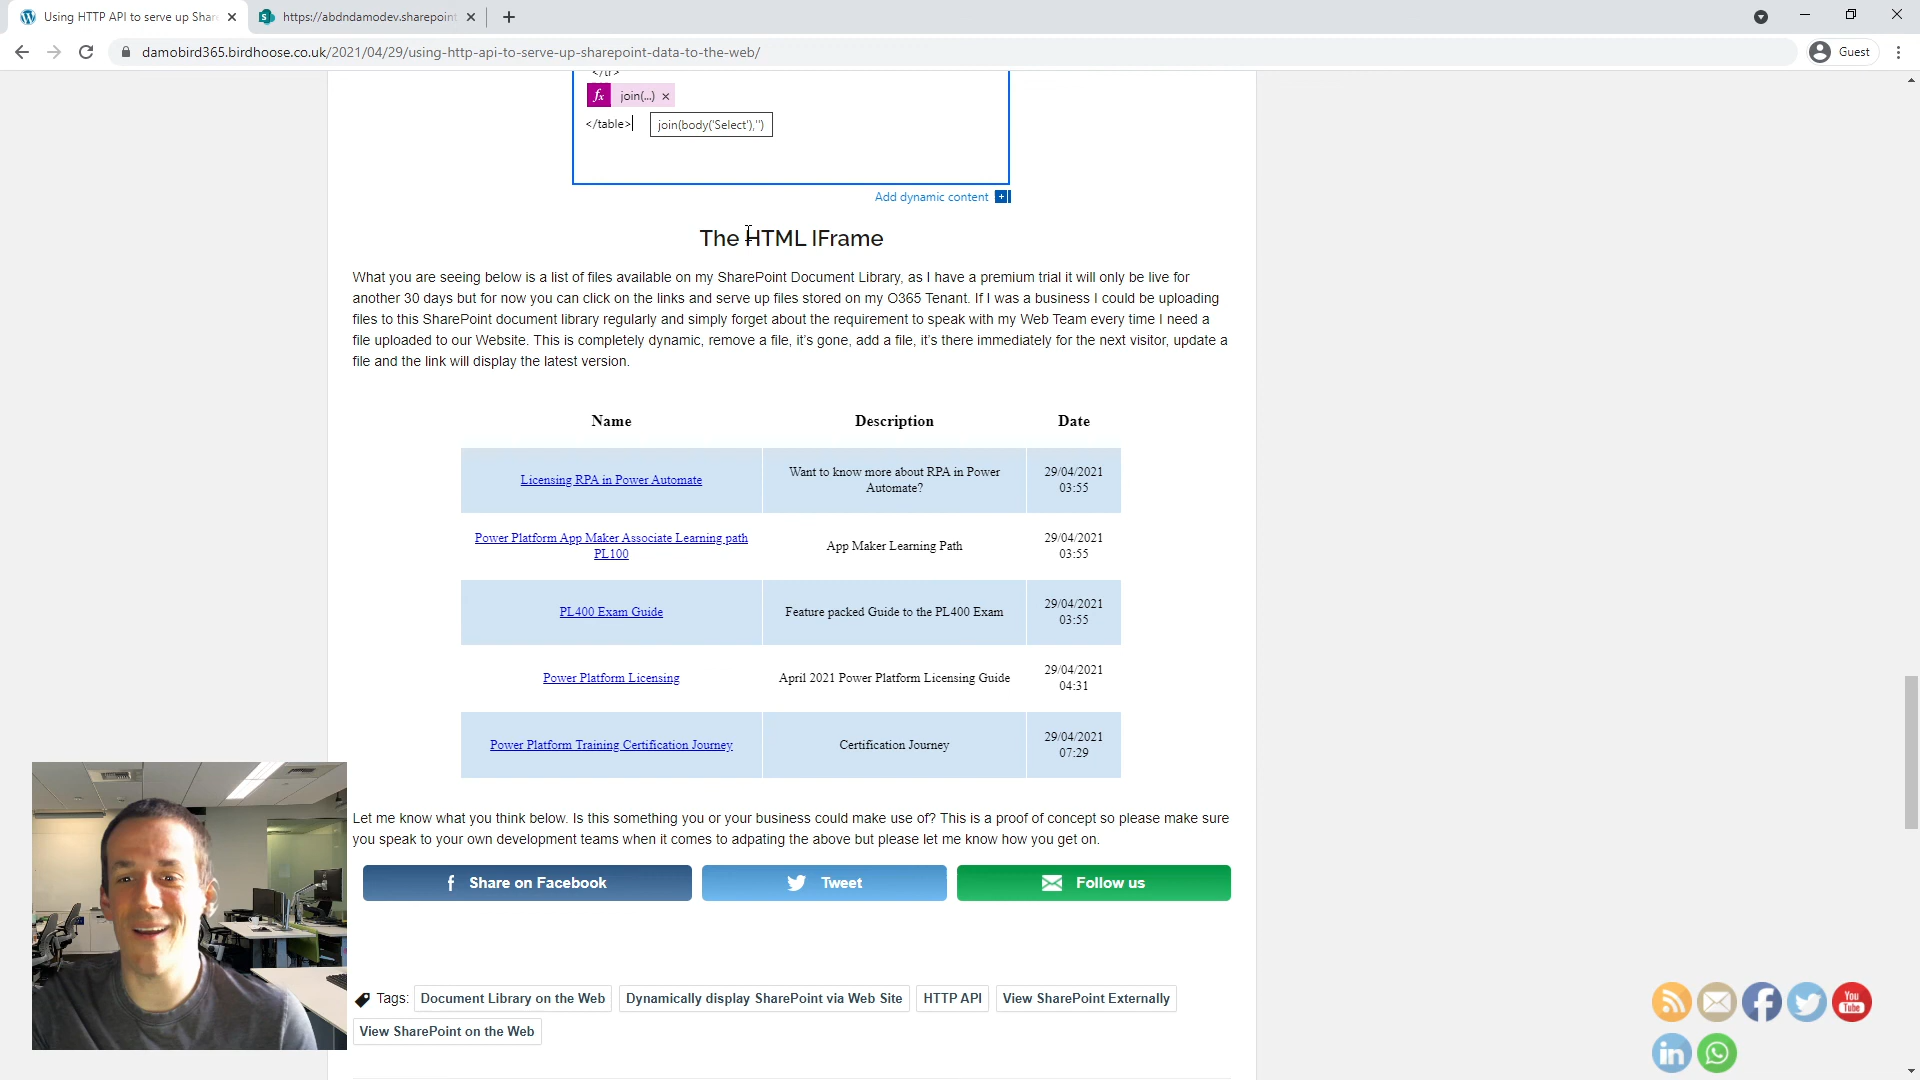 Using HTTP API to serve up Shar
https://abdndamodev.sharepoint
damobird365.birdhoose.co.uk/2021/04/29/using-http-api-to-serve-up-sharepoint-data-to-the-web/
Guest
</tr>
fx join(...) ×
</table> join(body('Select'),'')
Add dynamic content
The HTML IFrame
What you are seeing below is a list of files available on my SharePoint Document Library, as I have a premium trial it will only be live for
another 30 days but for now you can click on the links and serve up files stored on my O365 Tenant. If I was a business I could be uploading
files to this SharePoint document library regularly and simply forget about the requirement to speak with my Web Team every time I need a
file uploaded to our Website. This is completely dynamic, remove a file, it's gone, add a file, it's there immediately for the next visitor, update a
file and the link will display the latest version.
Name Description Date
Licensing RPA in Power Automate
Want to know more about RPA in Power
Automate?
29/04/2021
03:55
Power Platform App Maker Associate Learning path
PL100
App Maker Learning Path
29/04/2021
03:55
PL400 Exam Guide
Feature packed Guide to the PL400 Exam
29/04/2021
03:55
Power Platform Licensing
April 2021 Power Platform Licensing Guide
29/04/2021
04:31
Power Platform Training Certification Journey
Certification Journey
29/04/2021
07:29
Let me know what you think below. Is this something you or your business could make use of? This is a proof of concept so please make sure
you speak to your own development teams when it comes to adpating the above but please let me know how you get on.
Share on Facebook
Tweet
Follow us
Tags: Document Library on the Web Dynamically display SharePoint via Web Site HTTP API View SharePoint Externally
View SharePoint on the Web
You
Tube
in